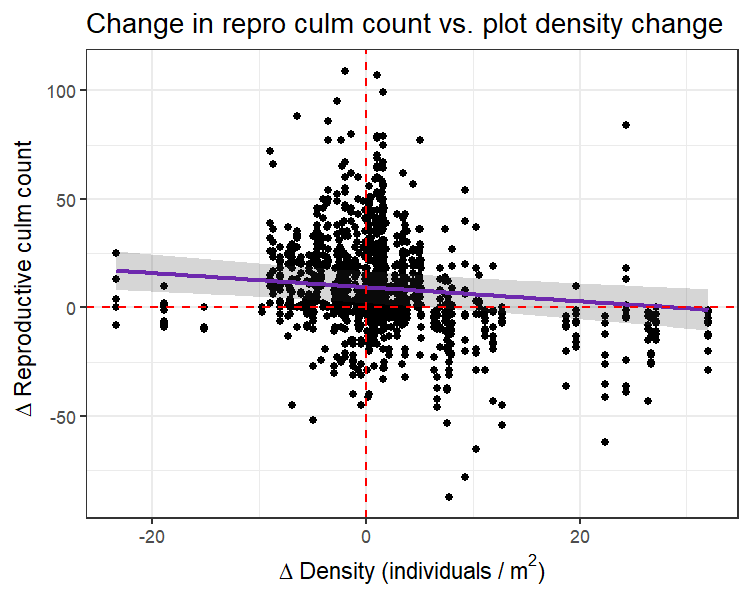 Change in repro culm count vs. plot density change
Δ Reproductive culm count
100
50
0
-50
-20
0
20
Δ Density (individuals / m²)